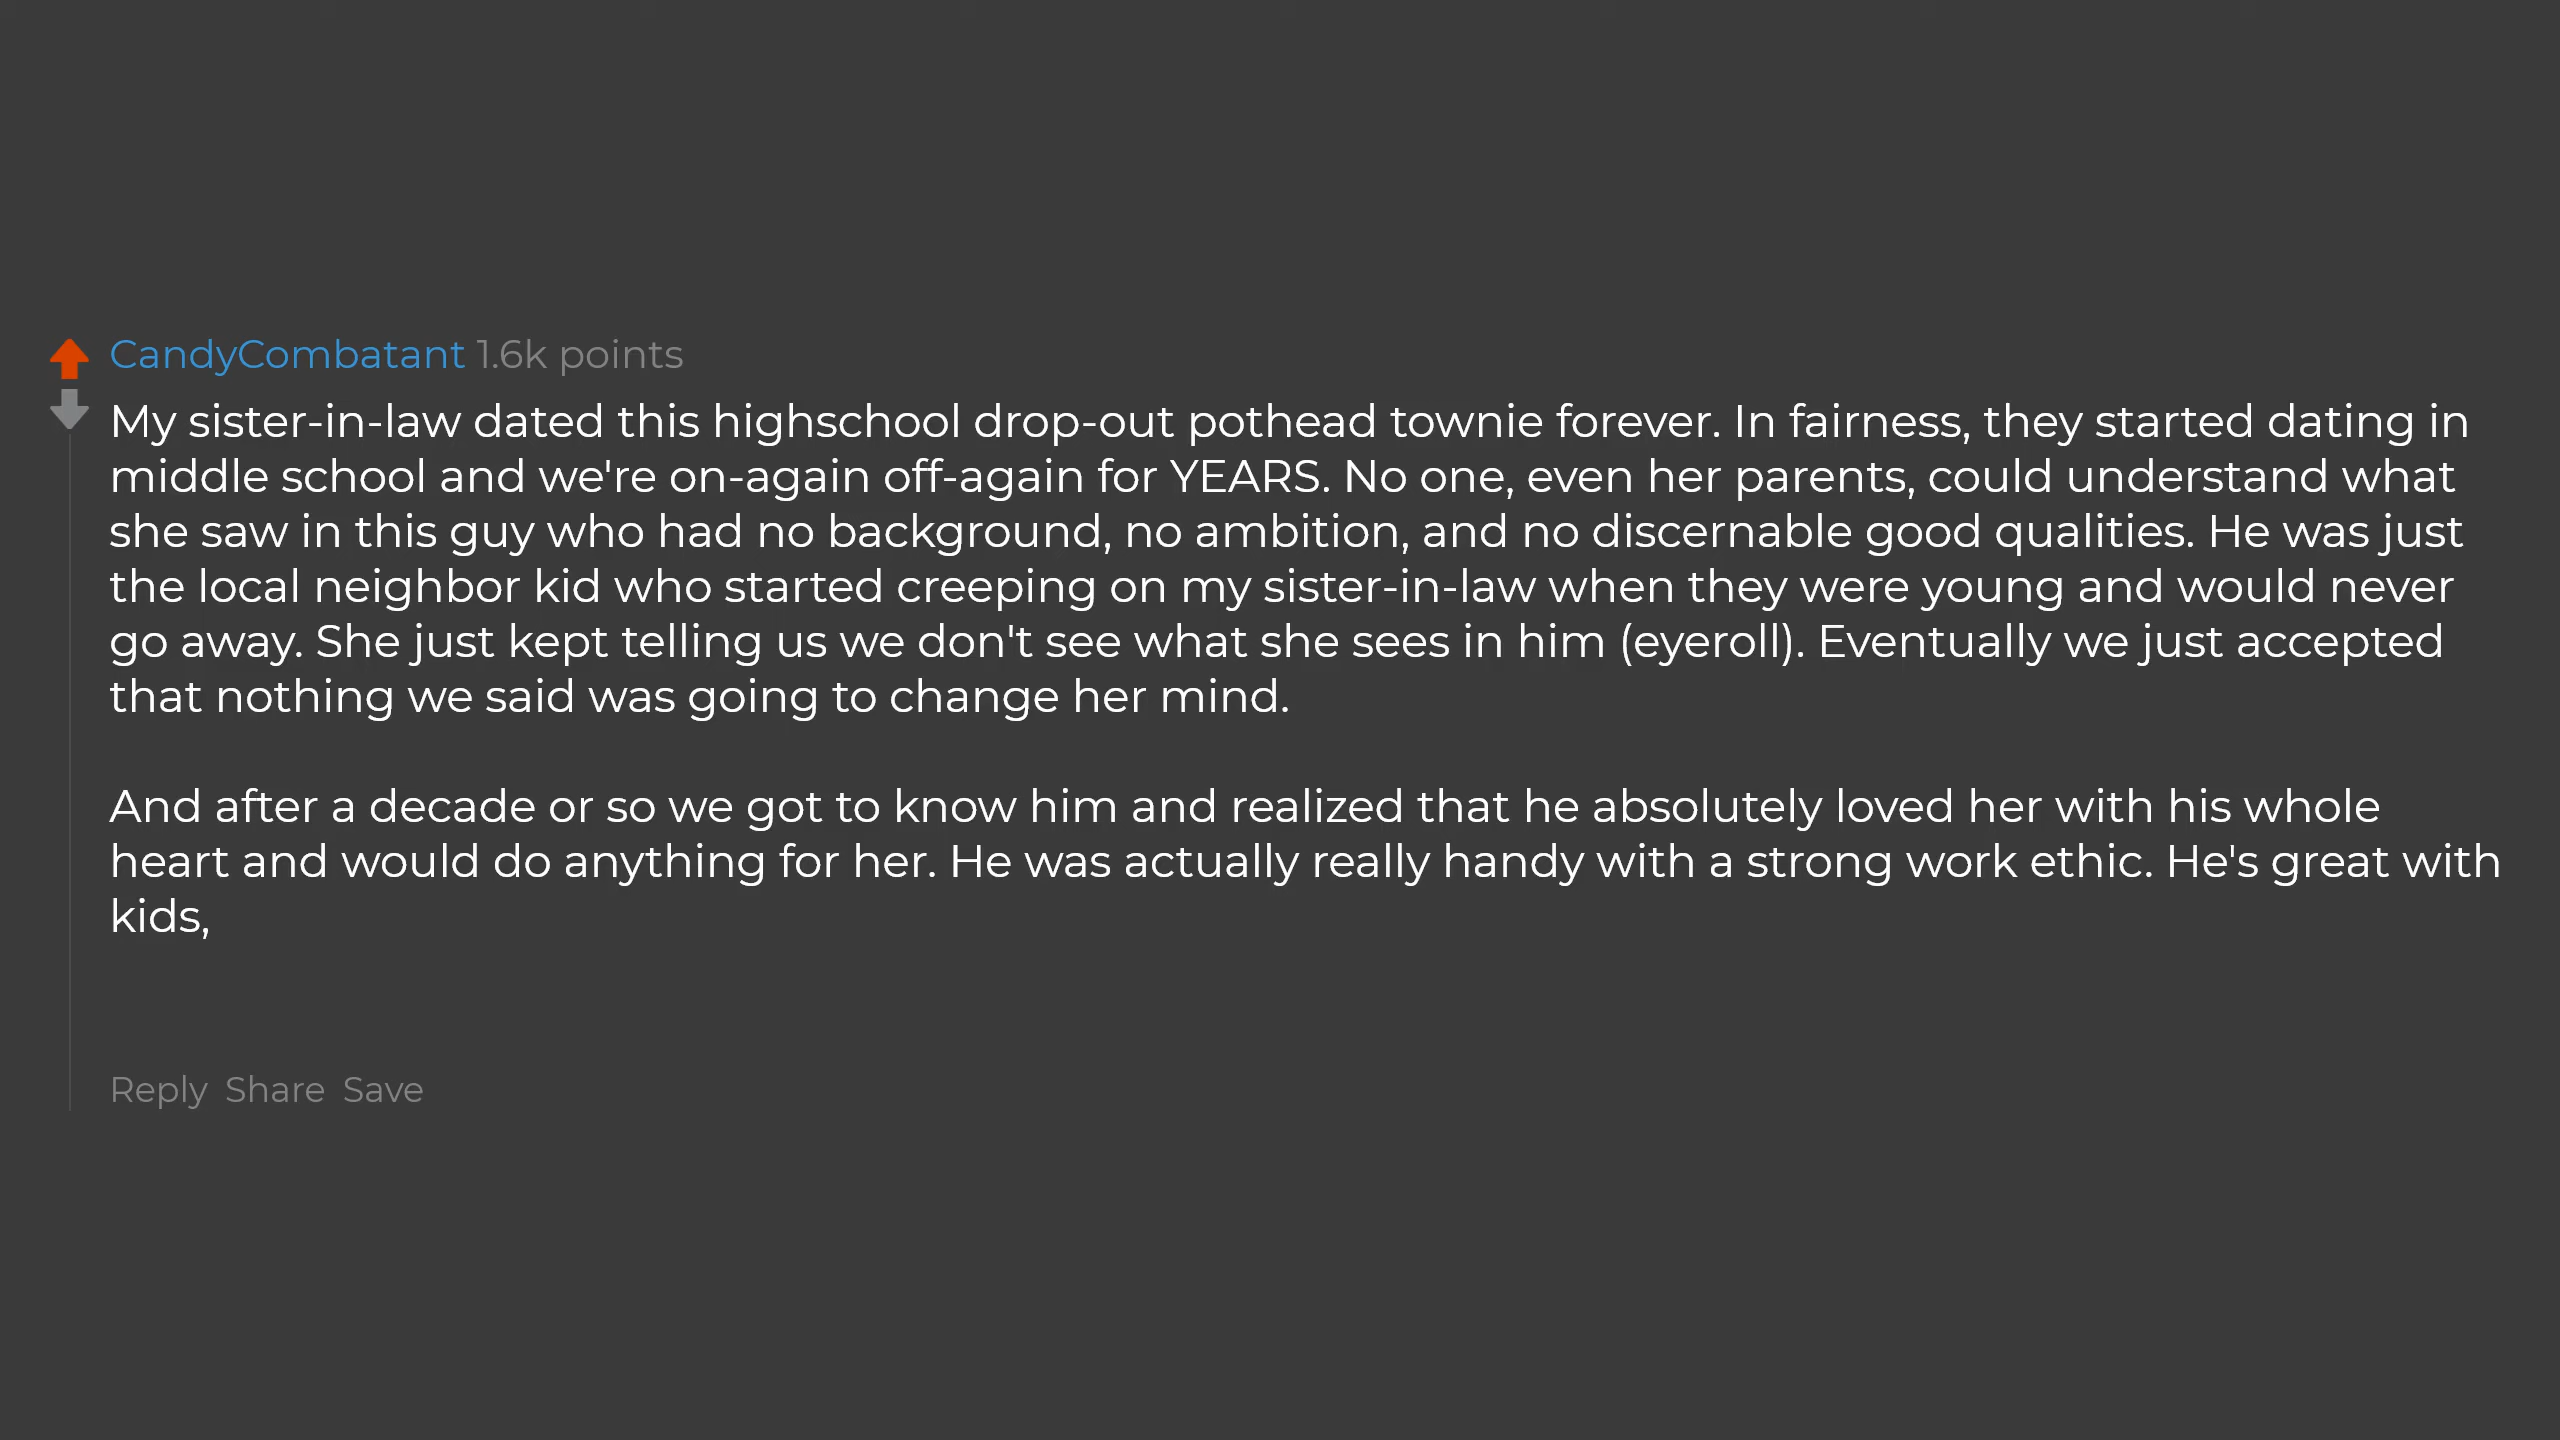 CandyCombatant 1.6k points
My sister-in-law dated this highschool drop-out pothead townie forever. In fairness, they started dating in
middle school and we're on-again off-again for YEARS. No one, even her parents, could understand what
she saw in this guy who had no background, no ambition, and no discernable good qualities. He was just
the local neighbor kid who started creeping on my sister-in-law when they were young and would never
go away. She just kept telling us we don't see what she sees in him (eyeroll). Eventually we just accepted
that nothing we said was going to change her mind.
And after a decade or so we got to know him and realized that he absolutely loved her with his whole
heart and would do anything for her. He was actually really handy with a strong work ethic. He's great with
kids,
Reply Share Save